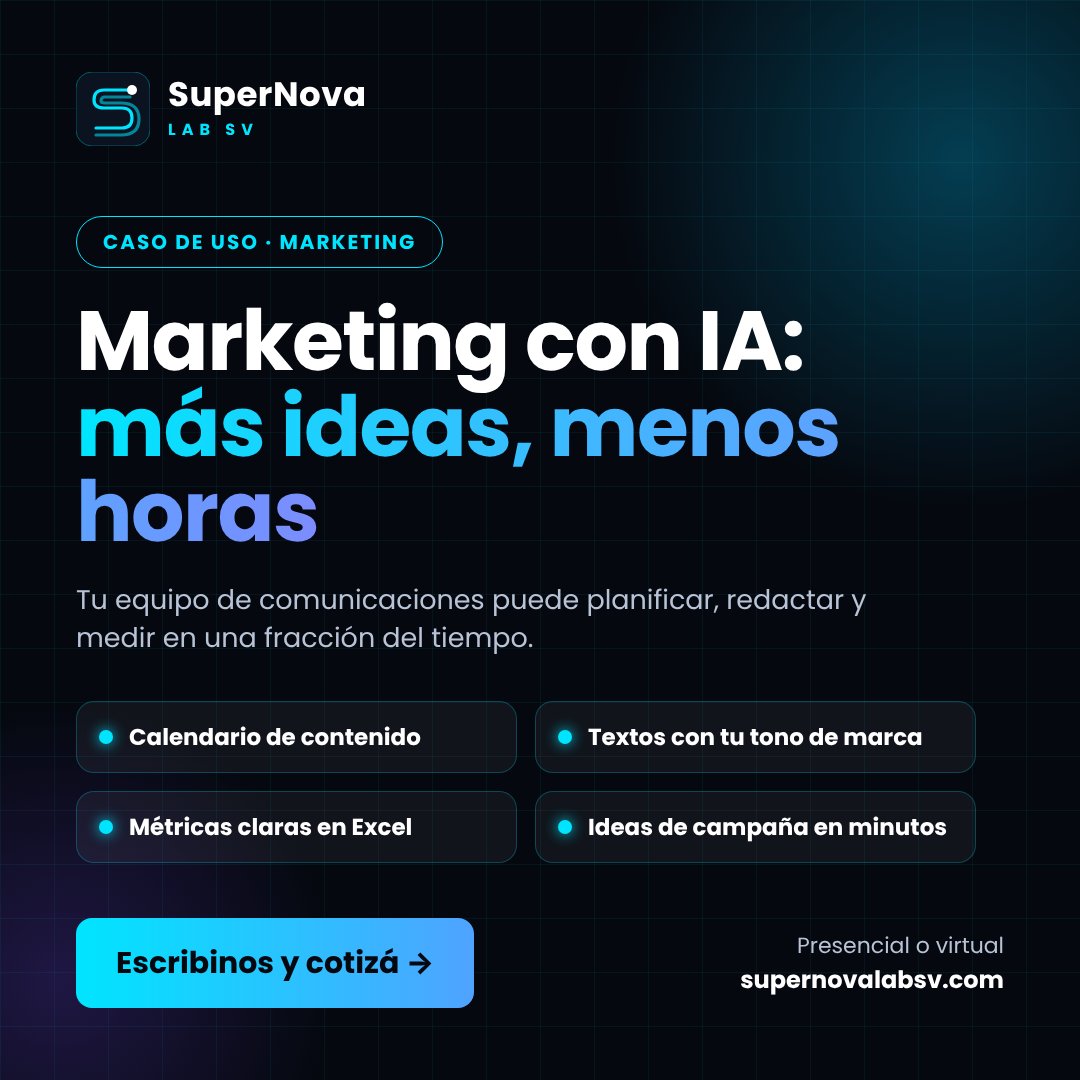 SuperNova
LAB SV
CASO DE USO · MARKETING
Marketing con IA:
más ideas, menos
horas
Tu equipo de comunicaciones puede planificar, redactar y
medir en una fracción del tiempo.
Calendario de contenido
Textos con tu tono de marca
Métricas claras en Excel
Ideas de campaña en minutos
Escribinos y cotizá →
Presencial o virtual
supernovalabsv.com